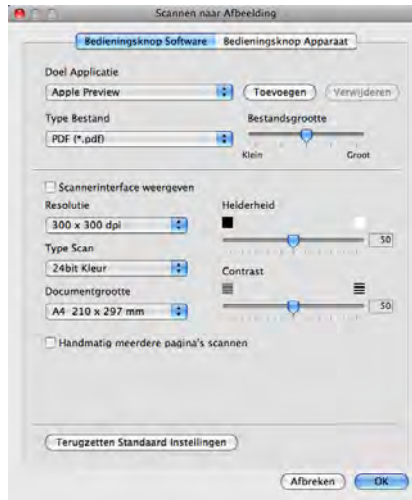 Scannen naar Afbeelding
Bedieningsknop Software Bedieningsknop Apparaat
Doel Applicatie
Apple Preview Toevoegen Verwijderen
Type Bestand Bestandsgrootte
PDF (*.pdf)
Klein Groot
Scannerinterface weergeven
Resolutie Helderheid
300 x 300 dpi
50
Type Scan
24bit Kleur Contrast
Documentgrootte
A4 210 x 297 mm 50
Handmatig meerdere pagina's scannen
Terugzetten Standaard Instellingen
Afbreken OK